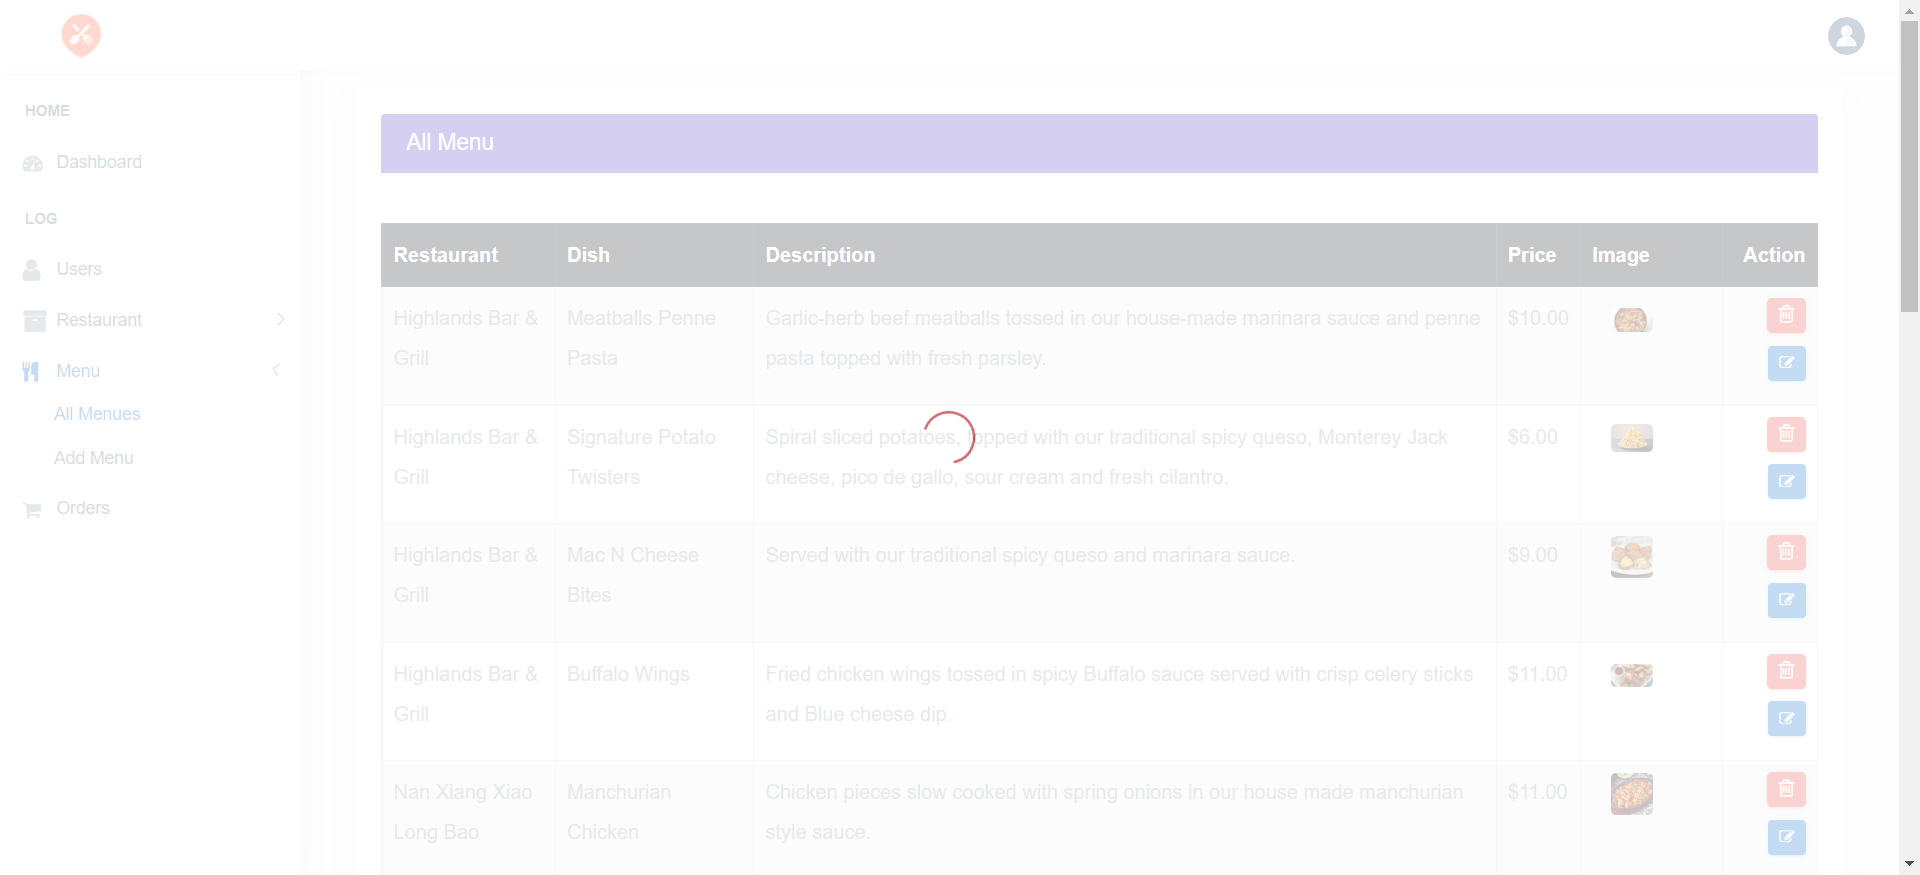 HOME
Dashboard
LOG
Users
Restaurant
Menu
All Menues
Add Menu
Orders
All Menu
Restaurant Dish Description Price Image Action
Highlands Bar & Meatballs Penne Garlic-herb beef meatballs tossed in our house-made marinara sauce and penne $10.00
Grill Pasta pasta topped with fresh parsley.
Highlands Bar & Signature Potato Spiral sliced potatoes, topped with our traditional spicy queso, Monterey Jack $6.00
Grill Twisters cheese, pico de gallo, sour cream and fresh cilantro.
Highlands Bar & Mac N Cheese Served with our traditional spicy queso and marinara sauce. $9.00
Grill Bites
Highlands Bar & Buffalo Wings Fried chicken wings tossed in spicy Buffalo sauce served with crisp celery sticks $11.00
Grill and Blue cheese dip.
Nan Xiang Xiao Manchurian Chicken pieces slow cooked with spring onions in our house made manchurian $11.00
Long Bao Chicken style sauce.